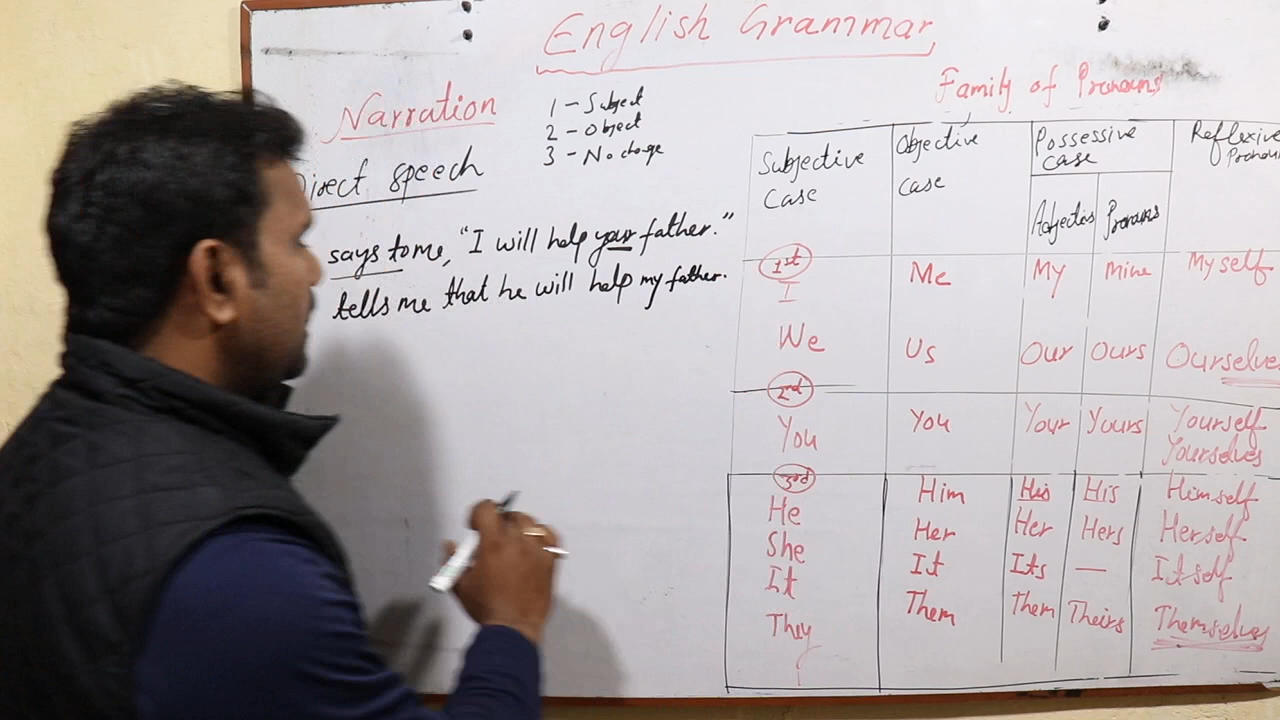 English Grammar
Narration
1 - Subject
2 - Object
3 - No change
Direct speech
says to me, "I will help your father."
tells me that he will help my father.
Family of Pronouns
Subjective Case
Objective Case
Possessive Case
Reflexive
Pronoun
Adjectes Pronouns
1st
I Me My mine Myself
We Us Our Ours Ourselves
2nd
You You Your Yours Yourself
Yourselves
3rd
He Him His His Himself
She Her Her Hers Herself
It It Its — Itself
They Them Them Theirs Themselves